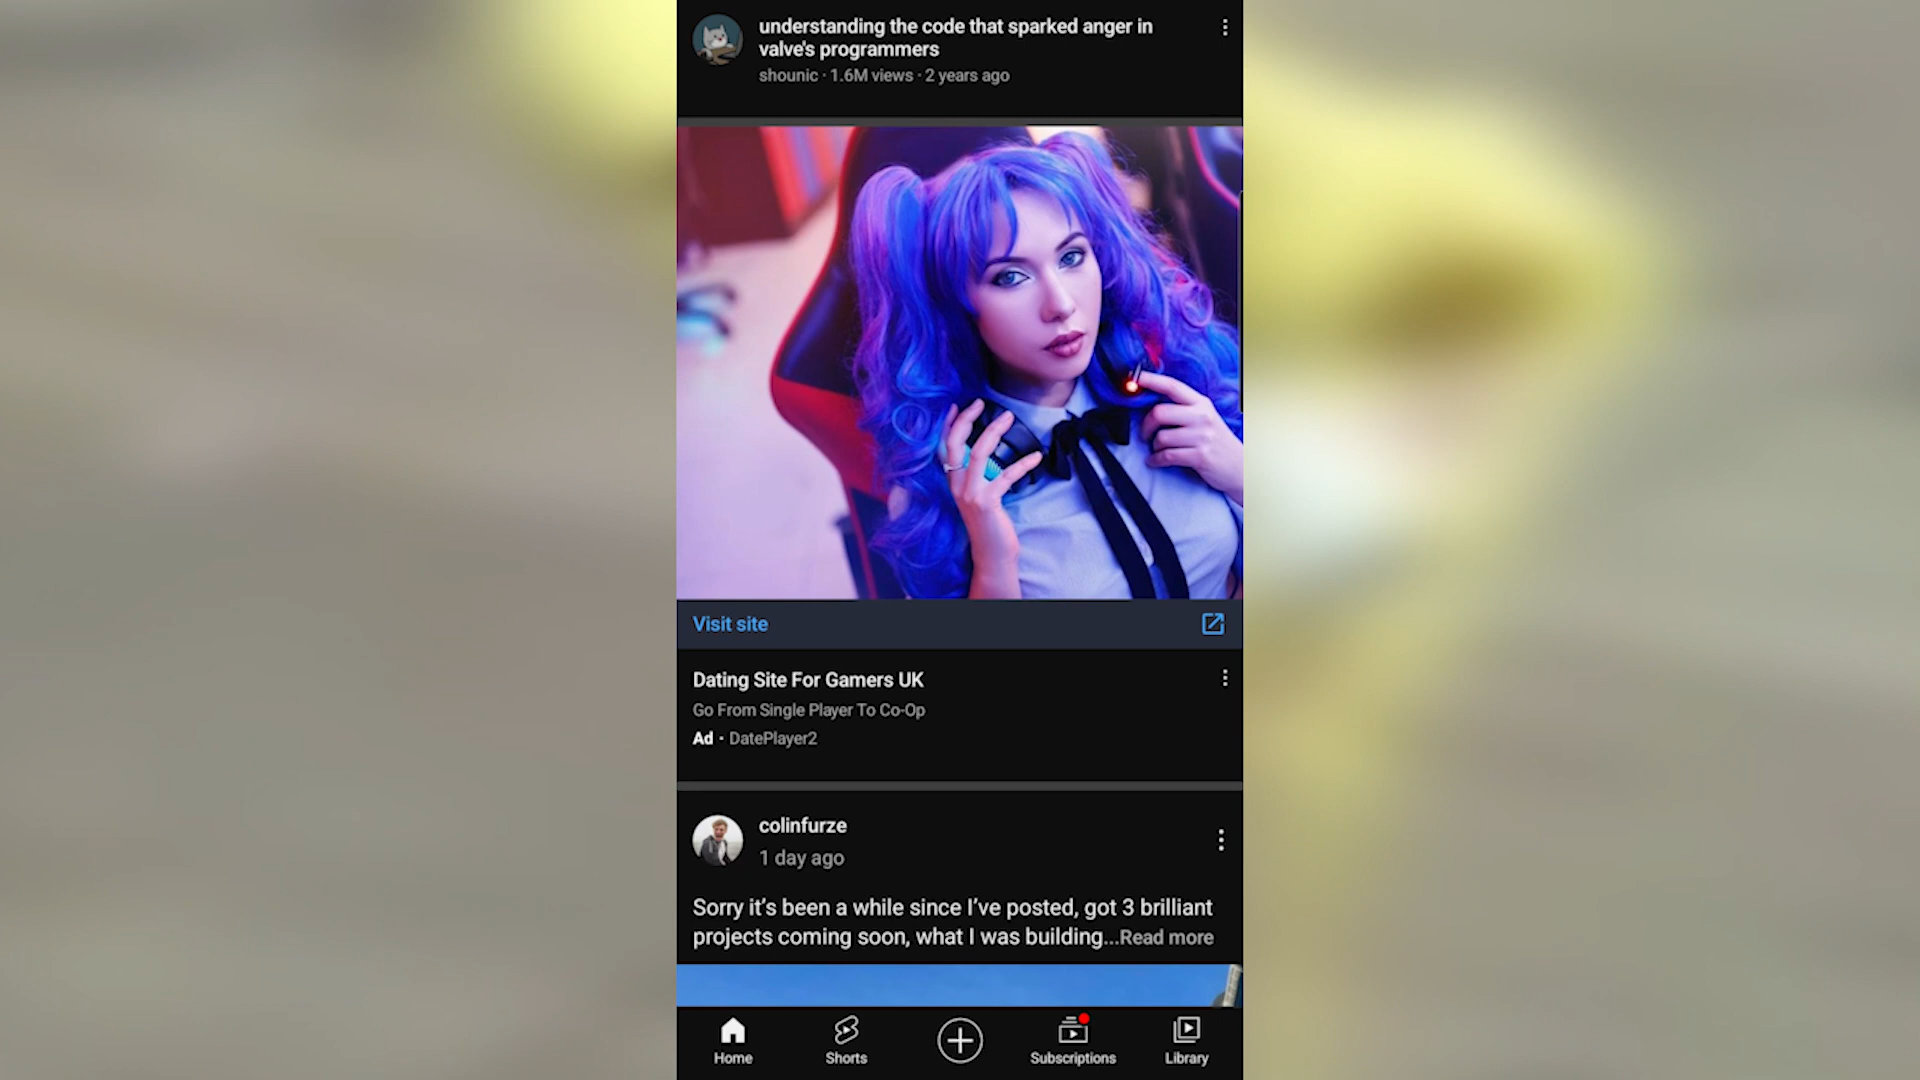 understanding the code that sparked anger in
valve's programmers
shounic · 1.6M views · 2 years ago
Visit site
Dating Site For Gamers UK
Go From Single Player To Co-Op
Ad · DatePlayer2
colinfurze
1 day ago
Sorry it's been a while since I've posted, got 3 brilliant
projects coming soon, what I was building...Read more
Home
Shorts
Subscriptions
Library